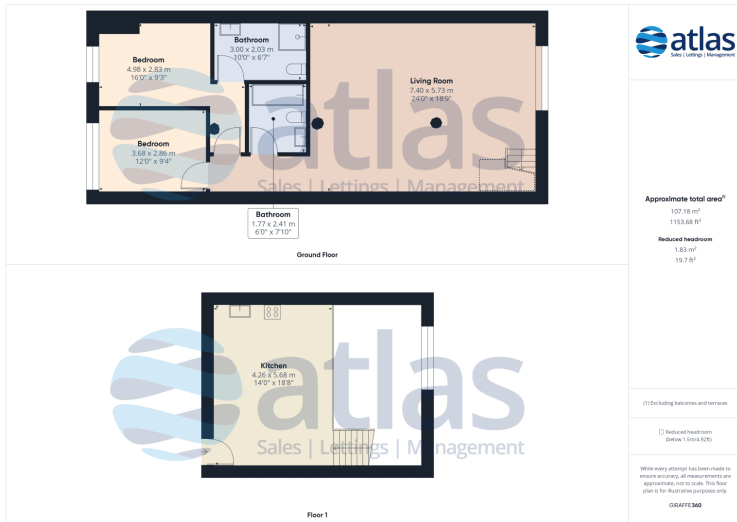 Bedroom
4.98 x 2.83 m
16'0" x 9'3"
Bathroom
3.00 x 2.03 m
10'0" x 6'7"
Living Room
7.40 x 5.73 m
24'0" x 18'9"
Bedroom
3.68 x 2.86 m
12'0" x 9'4"
atlas
Sales | Lettings | Management
Bathroom
1.77 x 2.41 m
6'0" x 7'10"
Ground Floor
Kitchen
4.26 x 5.68 m
14'0" x 18'8"
atlas
Sales | Lettings | Management
Floor 1
atlas
Sales | Lettings | Management
Approximate total area(1)
107.18 m²
1153.68 ft²
Reduced headroom
1.83 m²
19.7 ft²
(1) Excluding balcones and terraces
Reduced headroom
(below 1.5m/4.92ft)
While every attempt has been made to
ensure accuracy, all measurements are
approximate, not to scale. This floor
plan is for illustrative purposes only.
GIRAFFE360